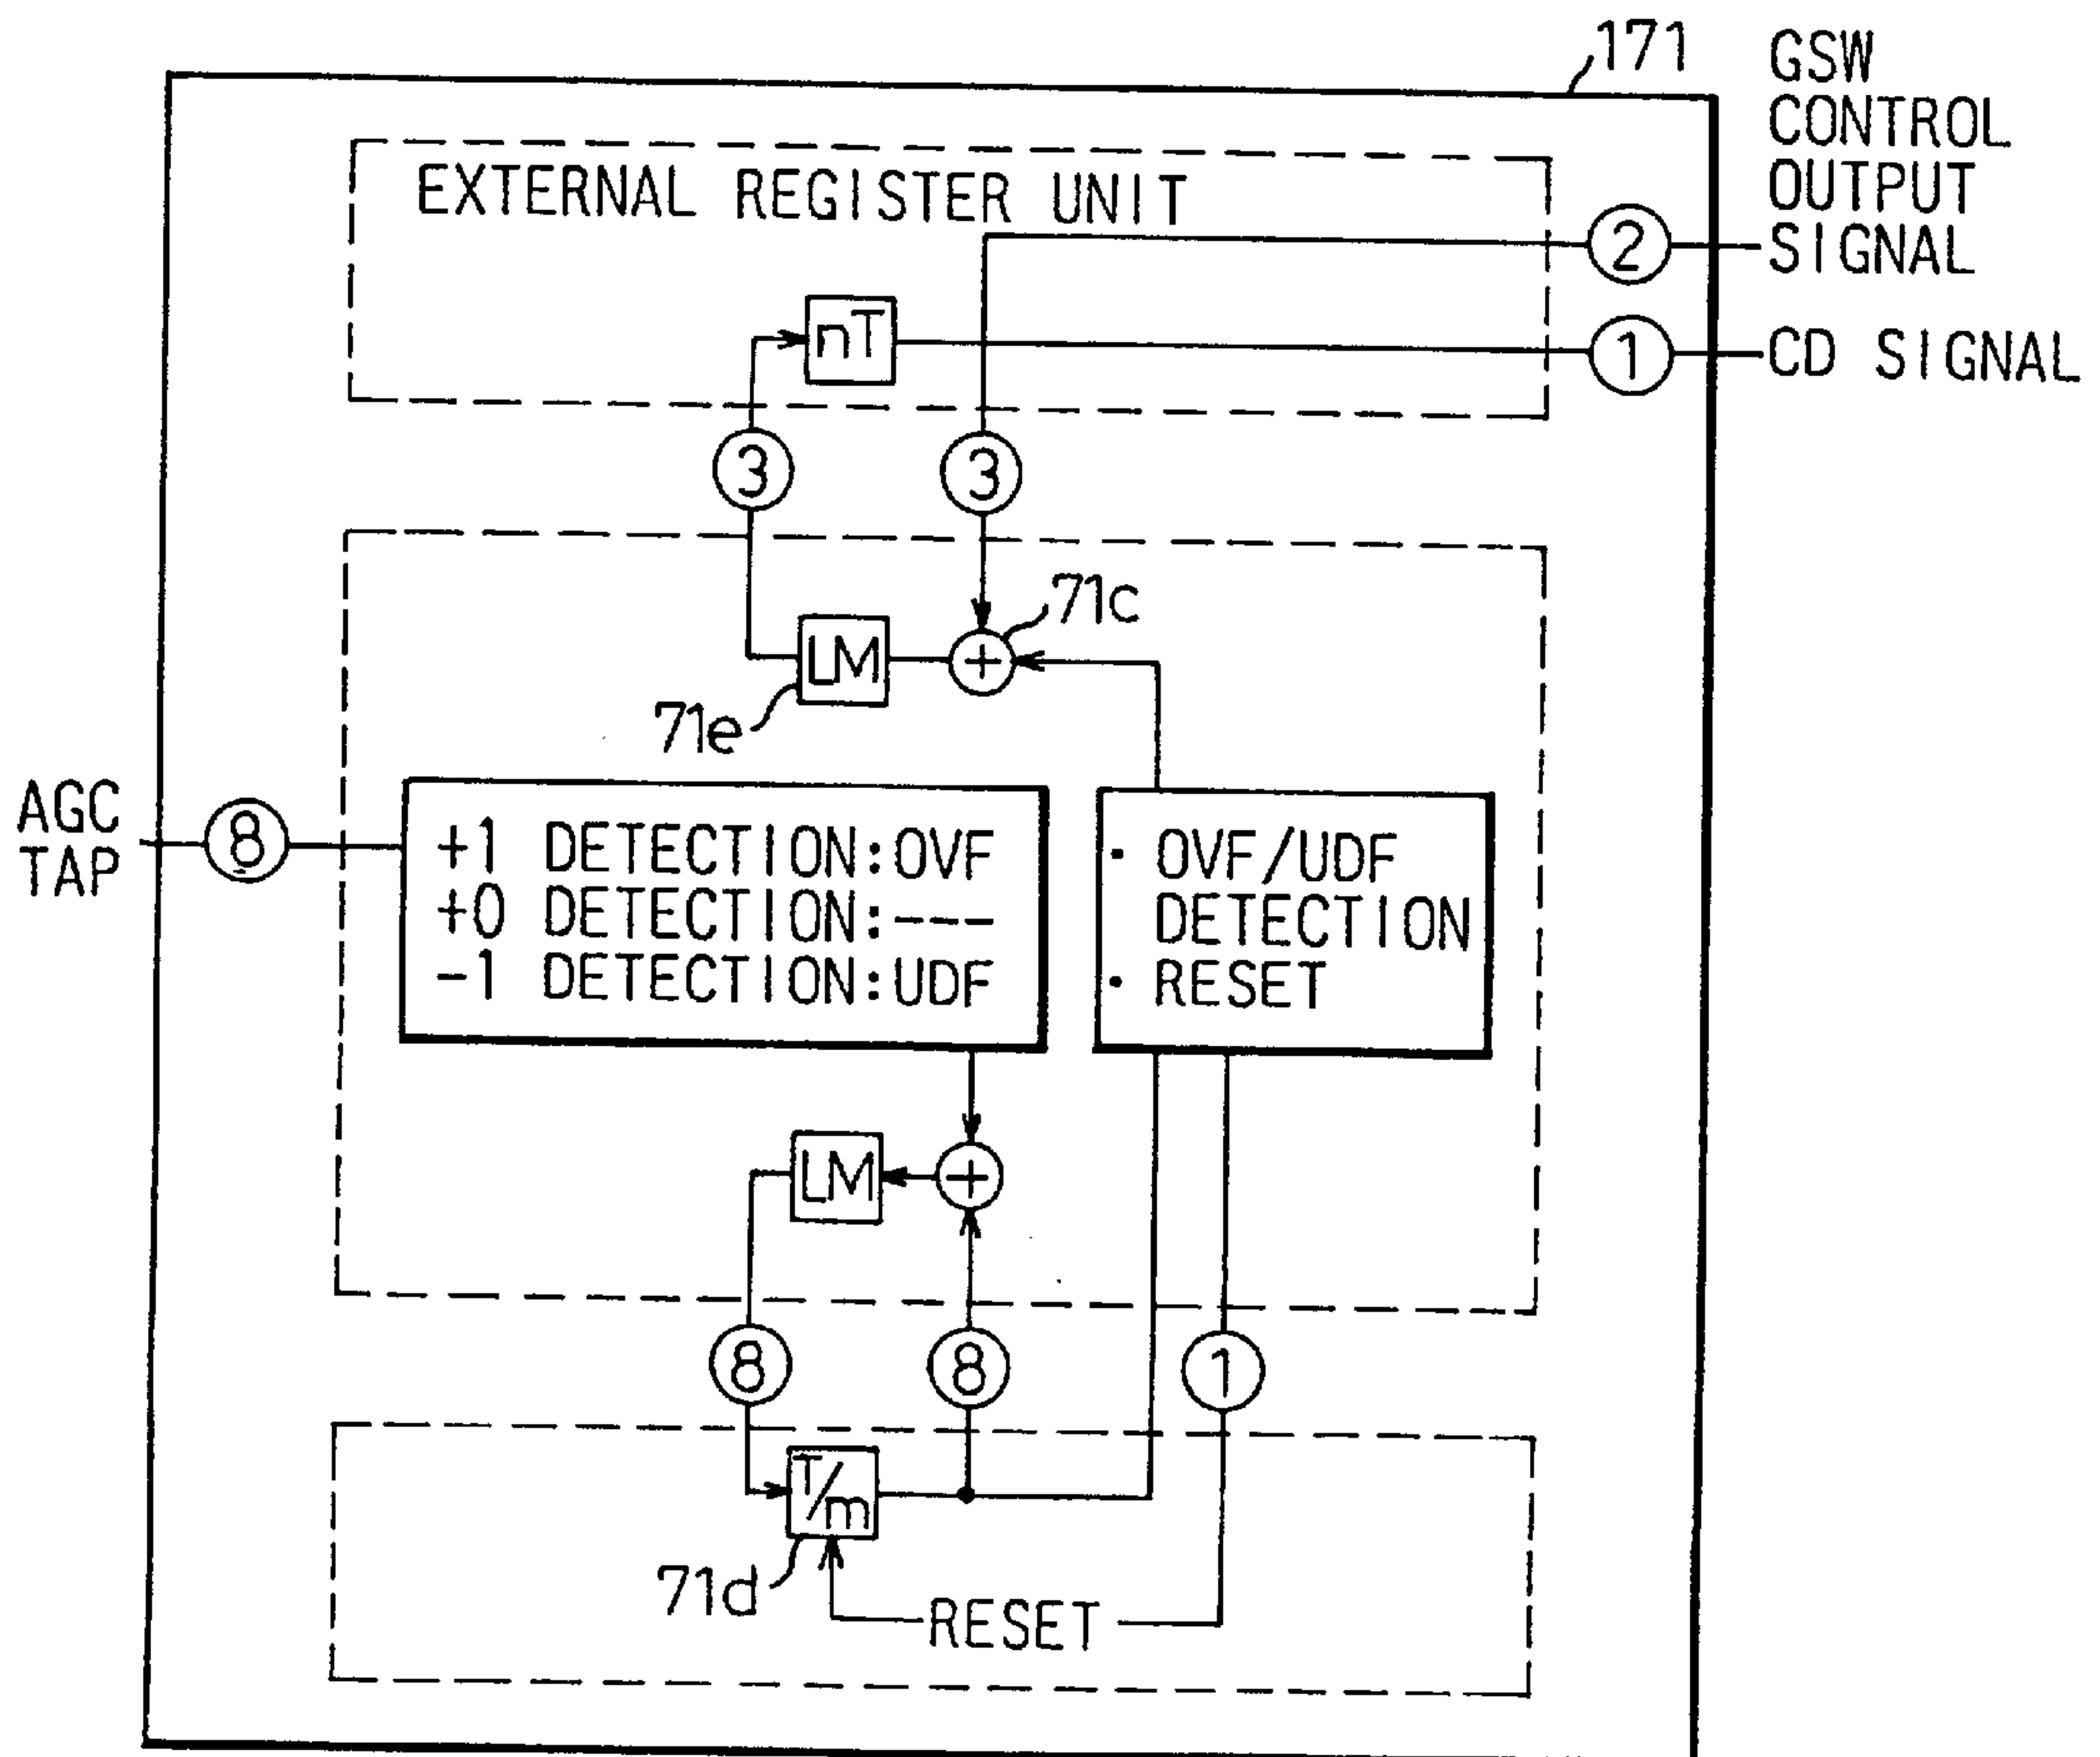 171
GSW
CONTROL
OUTPUT
SIGNAL
EXTERNAL REGISTER UNIT
2
nT
1
CD SIGNAL
3
3
71c
LM
+
71e
AGC
TAP
8
+1 DETECTION:OVF
+0 DETECTION:---
-1 DETECTION:UDF
· OVF/UDF
DETECTION
· RESET
LM
+
8
8
1
T/m
71d
RESET